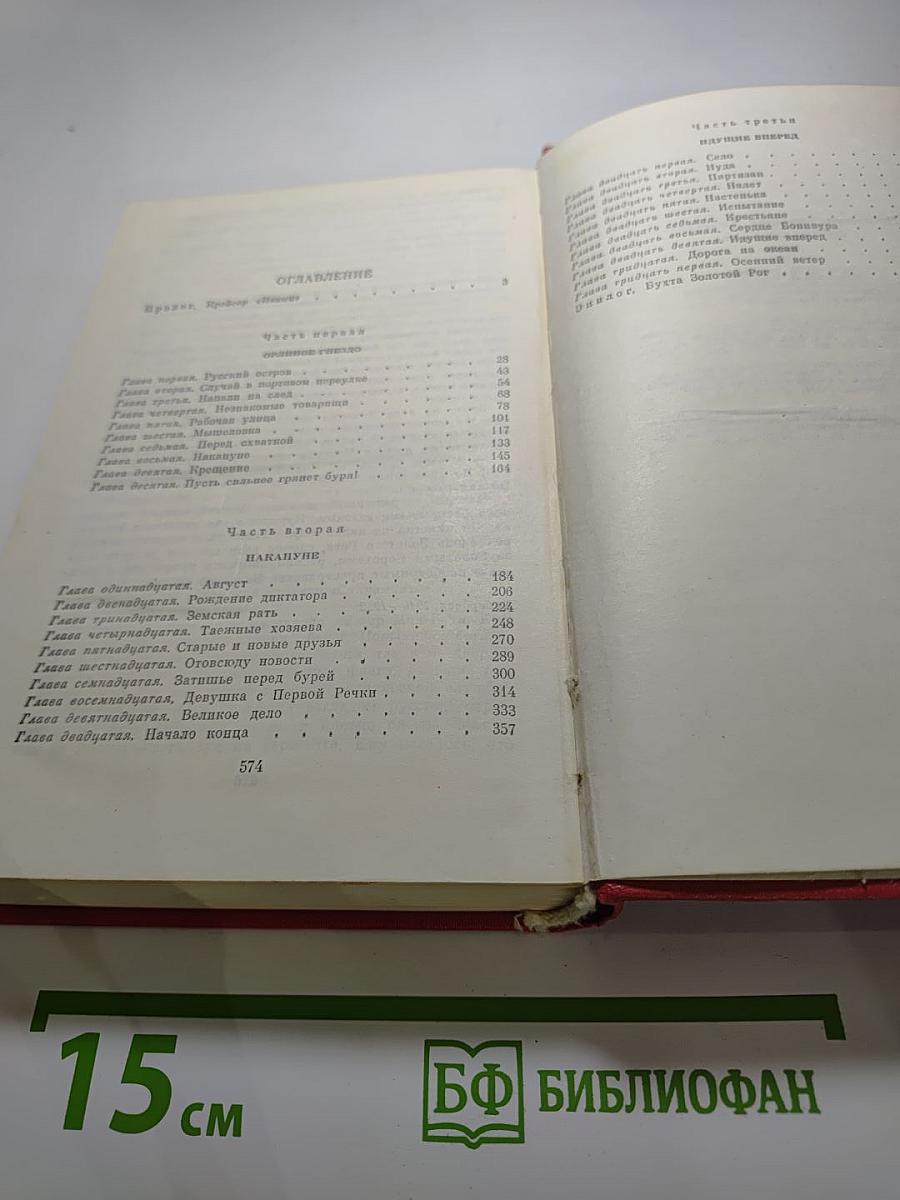 ОГЛАВЛЕНИЕ
Пролог. Крейсер «Ивами» . . . . . . . . . 3
Часть первая
ОРЛИНОЕ ГНЕЗДО
Глава первая. Русский остров . . . . . . . . 28
Глава вторая. Случай в портовом переулке . . . . 43
Глава третья. Напали на след . . . . . . . . 54
Глава четвертая. Незнакомые товарищи . . . . . 68
Глава пятая. Рабочая улица . . . . . . . . 78
Глава шестая. Мышеловка . . . . . . . . 101
Глава седьмая. Перед схваткой . . . . . . . 117
Глава восьмая. Накануне . . . . . . . . 133
Глава девятая. Крещение . . . . . . . . 145
Глава десятая. Пусть сильнее грянет буря! . . . . 164
Часть вторая
НАКАНУНЕ
Глава одиннадцатая. Август . . . . . . . . 184
Глава двенадцатая. Рождение диктатора . . . . . 206
Глава тринадцатая. Земская рать . . . . . . . 224
Глава четырнадцатая. Таежные хозяева . . . . . 248
Глава пятнадцатая. Старые и новые друзья . . . . 270
Глава шестнадцатая. Отовсюду новости . . . . . 289
Глава семнадцатая. Затишье перед бурей . . . . . 300
Глава восемнадцатая, Девушка с Первой Речки . . . . 314
Глава девятнадцатая. Великое дело . . . . . . 333
Глава двадцатая. Начало конца . . . . . . . 357
574
Часть третья
ИДУЩИЕ ВПЕРЕД
Глава двадцать первая. Село . . . . .
Глава двадцать вторая. Иуда . . . . .
Глава двадцать третья. Партизан . . . .
Глава двадцать четвертая. Налет . . . .
Глава двадцать пятая. Настенька . . . .
Глава двадцать шестая. Испытание . . . .
Глава двадцать седьмая. Крестьяне . . . .
Глава двадцать восьмая. Сердце Бонивура . . .
Глава двадцать девятая. Идущие вперед . . .
Глава тридцатая. Дорога на океан . . . .
Глава тридцать первая. Осенний ветер . . . .
Эпилог. Бухта Золотой Рог . . . . .
15 см
БФ БИБЛИОФАН